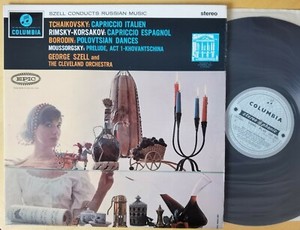 SZELL CONDUCTS RUSSIAN MUSIC
stereo
COLUMBIA
TCHAIKOVSKY: CAPRICCIO ITALIEN
RIMSKY-KORSAKOV: CAPRICCIO ESPAGNOL
BORODIN: POLOVTSIAN DANCES
MOUSSORGSKY: PRELUDE, ACT 1-KHOVANTSCHINA
EPIC
GEORGE SZELL and
THE CLEVELAND ORCHESTRA
COLUMBIA